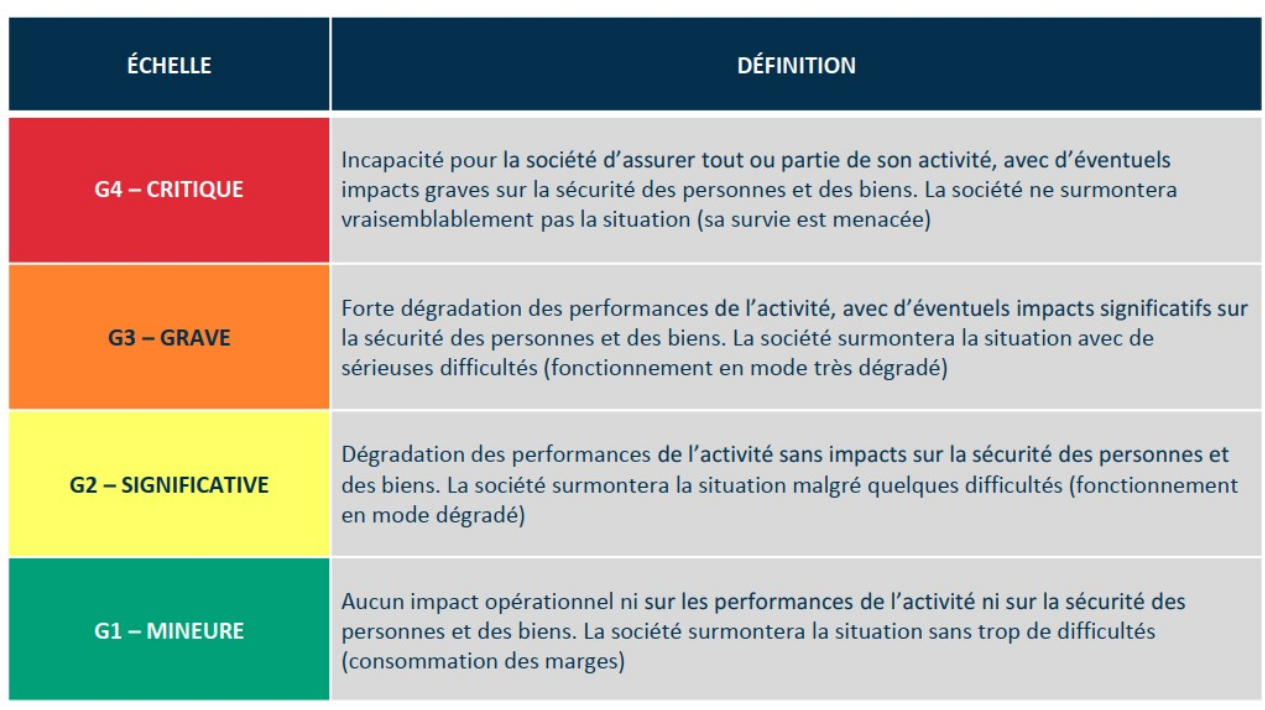 ÉCHELLE
DÉFINITION
G4 – CRITIQUE
Incapacité pour la société d’assurer tout ou partie de son activité, avec d’éventuels
impacts graves sur la sécurité des personnes et des biens. La société ne surmontera
vraisemblablement pas la situation (sa survie est menacée)
G3 – GRAVE
Forte dégradation des performances de l’activité, avec d’éventuels impacts significatifs sur
la sécurité des personnes et des biens. La société surmontera la situation avec de
sérieuses difficultés (fonctionnement en mode très dégradé)
G2 – SIGNIFICATIVE
Dégradation des performances de l’activité sans impacts sur la sécurité des personnes et
des biens. La société surmontera la situation malgré quelques difficultés (fonctionnement
en mode dégradé)
G1 – MINEURE
Aucun impact opérationnel ni sur les performances de l’activité ni sur la sécurité des
personnes et des biens. La société surmontera la situation sans trop de difficultés
(consommation des marges)